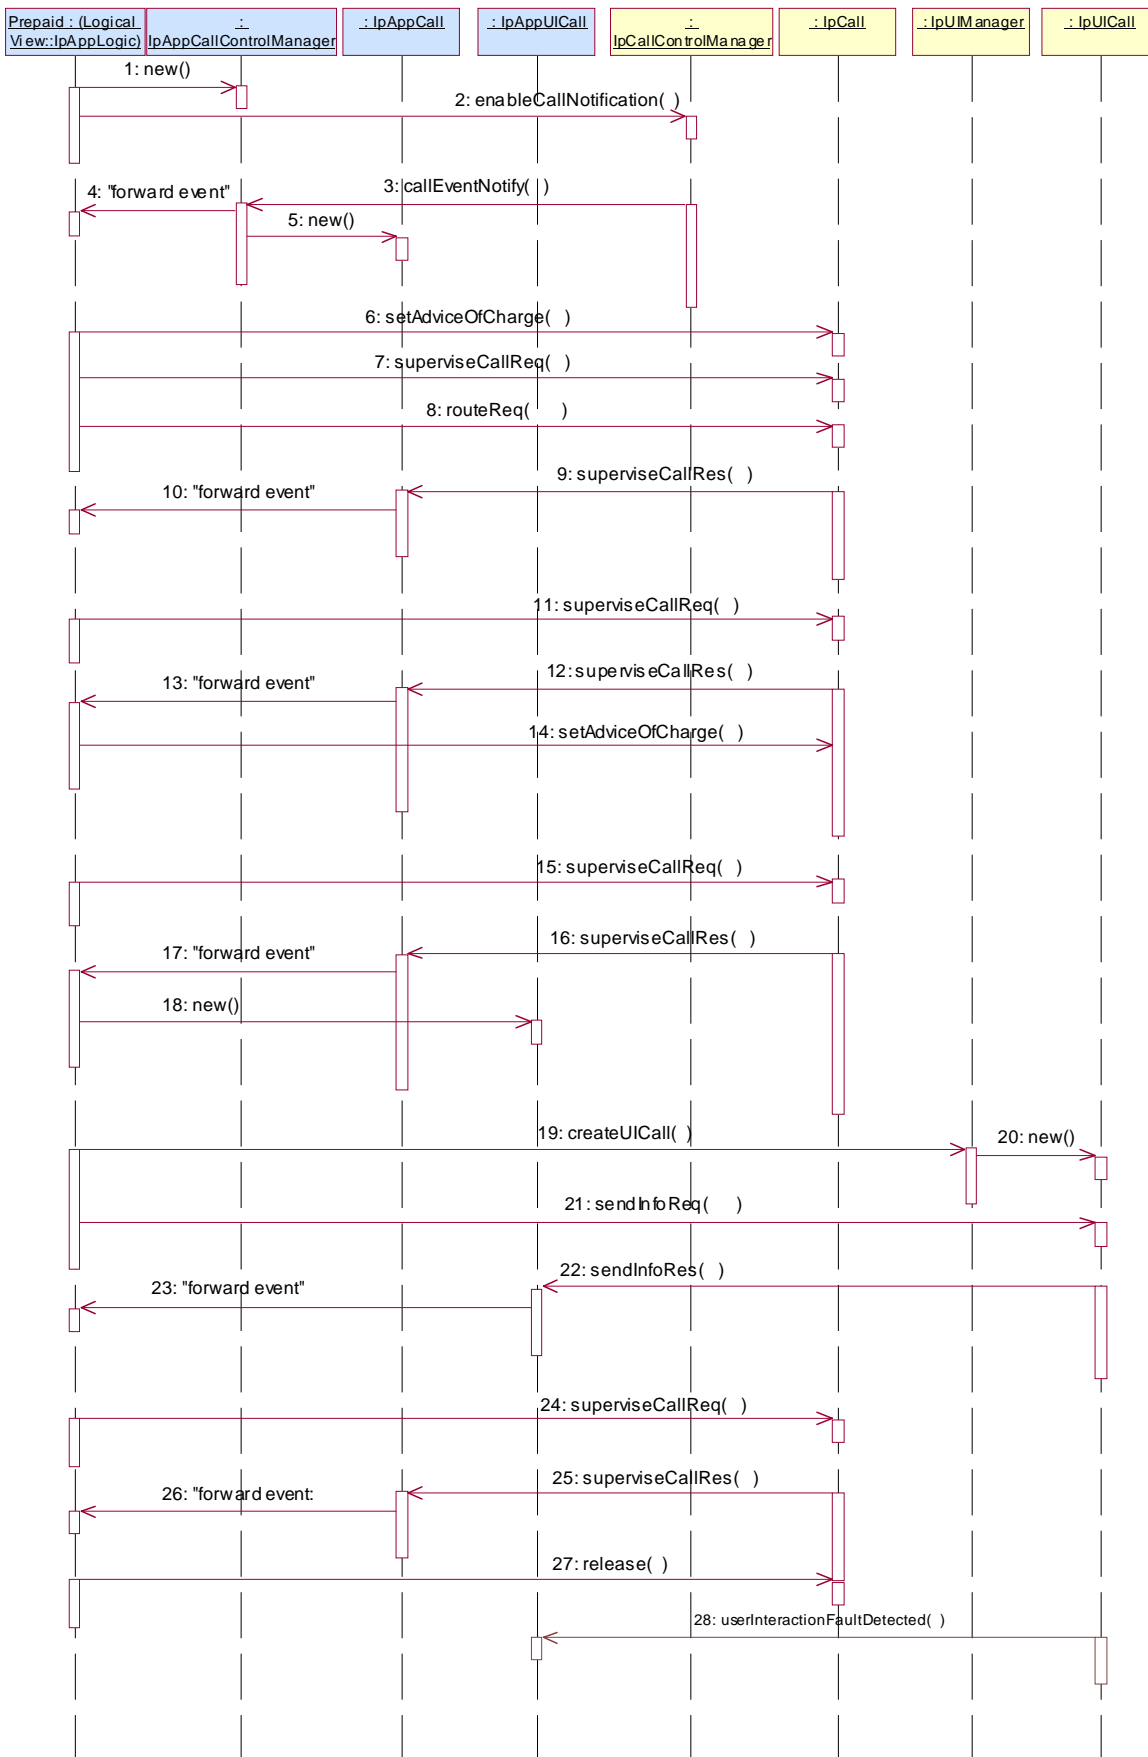 Prepaid : (Logical
View::IpAppLogic)
:
IpAppCallControlManager
: IpAppCall
: IpAppUICall
:
IpCallControlManager
: IpCall
: IpUIManager
: IpUICall
1: new()
2: enableCallNotification( )
3: callEventNotify( )
4: "forward event"
5: new()
6: setAdviceOfCharge( )
7: superviseCallReq( )
8: routeReq( )
9: superviseCallRes( )
10: "forward event"
11: superviseCallReq( )
12: superviseCallRes( )
13: "forward event"
14: setAdviceOfCharge( )
15: superviseCallReq( )
16: superviseCallRes( )
17: "forward event"
18: new()
19: createUICall( )
20: new()
21: sendInfoReq( )
22: sendInfoRes( )
23: "forward event"
24: superviseCallReq( )
25: superviseCallRes( )
26: "forward event:
27: release( )
28: userInteractionFaultDetected( )